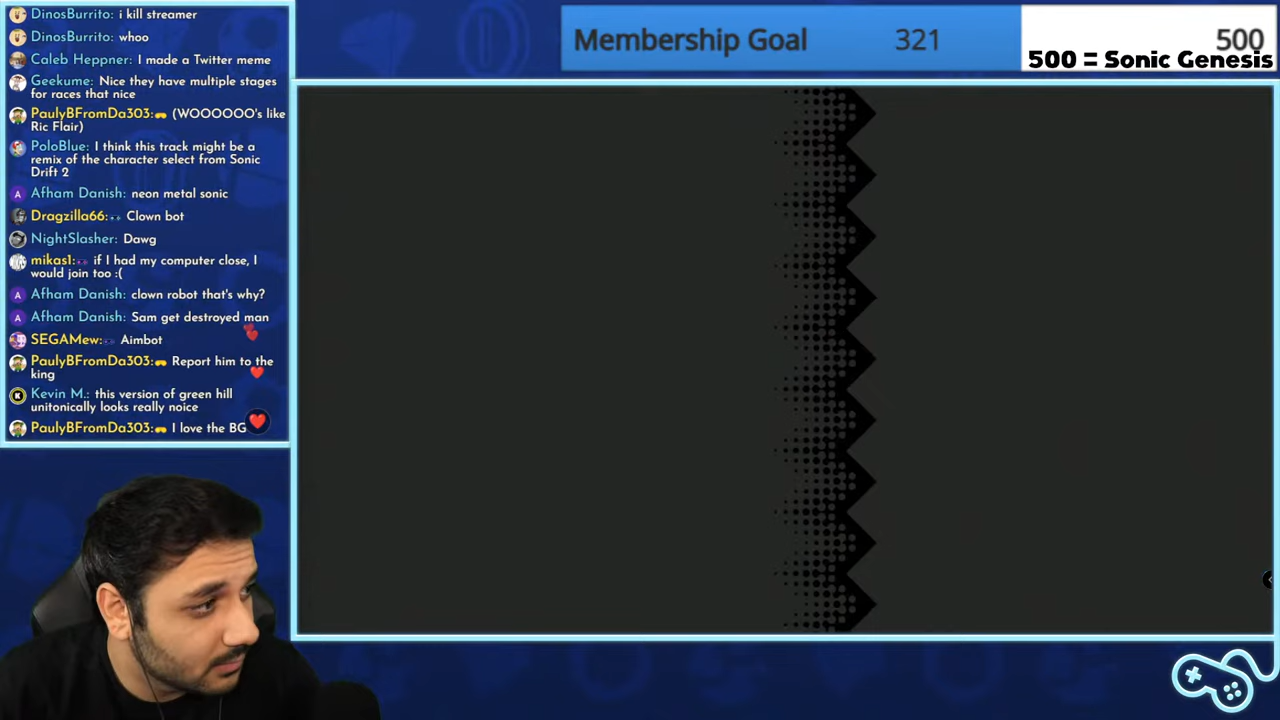 DinosBurrito: i kill streamer
DinosBurrito: whoo
Caleb Heppner: I made a Twitter meme
Geekume: Nice they have multiple stages
for races that nice
PaulyBFromDa303: (WOOOOOO's like
Ric Flair)
PoloBlue: I think this track might be a
remix of the character select from Sonic
Drift 2
A Afham Danish: neon metal sonic
Dragzilla66: Clown bot
NightSlasher: Dawg
mikas1: if I had my computer close, I
would join too :(
A Afham Danish: clown robot that's why?
A Afham Danish: Sam get destroyed man
SEGAMew: Aimbot
PaulyBFromDa303: Report him to the
king
K Kevin M.: this version of green hill
unitonically looks really noice
PaulyBFromDa303: I love the BG
Membership Goal 321 500
500 = Sonic Genesis